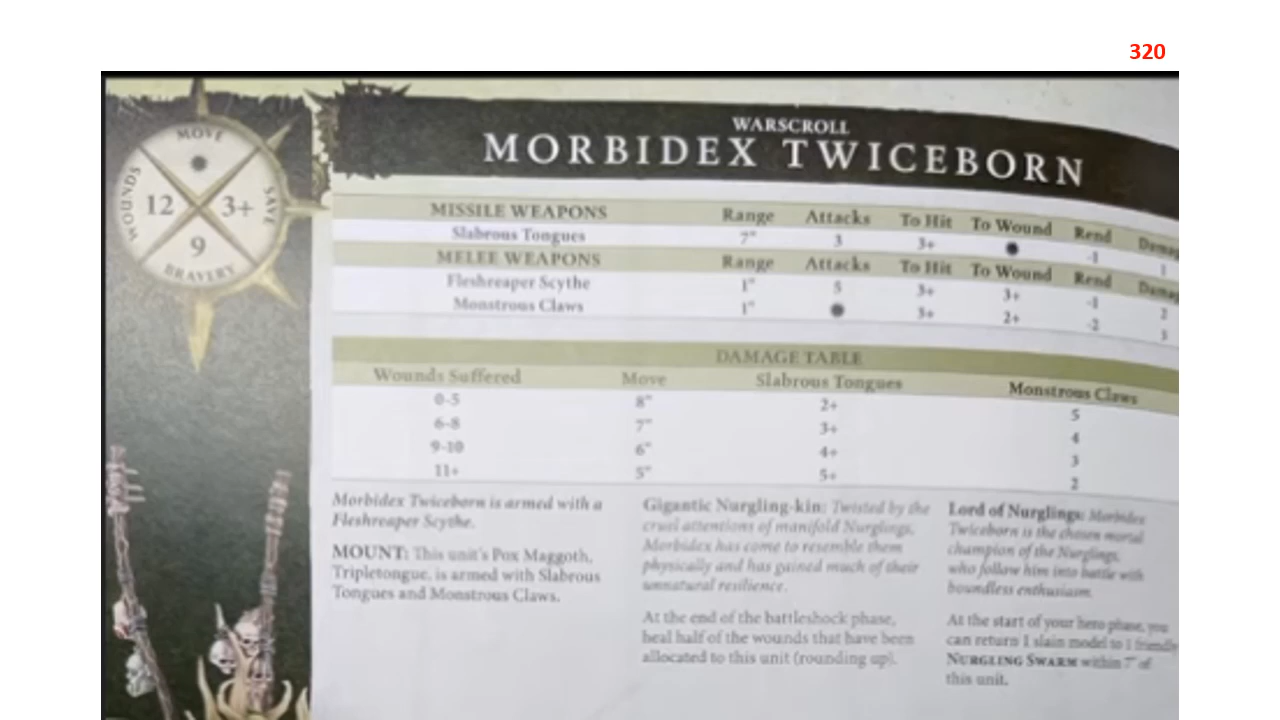 320
WARSCROLL
MORBIDEX TWICEBORN
MOVE
WOUNDS 12 3+ SAVE
9
BRAVERY
MISSILE WEAPONS Range Attacks To Hit To Wound Rend Damag
Slabrous Tongues 7" 3 3+ -1 1
MELEE WEAPONS Range Attacks To Hit To Wound Rend Damag
Fleshreaper Scythe 1" 5 3+ 3+ -1 2
Monstrous Claws 1" 3+ 2+ -2 3
DAMAGE TABLE
Wounds Suffered Move Slabrous Tongues Monstrous Claws
0-5 8" 2+ 5
6-8 7" 3+ 4
9-10 6" 4+ 3
11+ 5" 5+ 2
Morbidex Twiceborn is armed with a
Fleshreaper Scythe.
MOUNT: This unit's Pox Maggoth,
Tripletongue, is armed with Slabrous
Tongues and Monstrous Claws.
Gigantic Nurgling-kin: Twisted by the
cruel attentions of manifold Nurglings,
Morbidex has come to resemble them
physically and has gained much of their
unnatural resilience.
At the end of the battleshock phase,
heal half of the wounds that have been
allocated to this unit (rounding up).
Lord of Nurglings: Morbidex
Twiceborn is the chosen mortal
champion of the Nurglings,
who follow him into battle with
boundless enthusiasm.
At the start of your hero phase, you
can return 1 slain model to 1 friendly
NURGLING SWARM within 7" of
this unit.